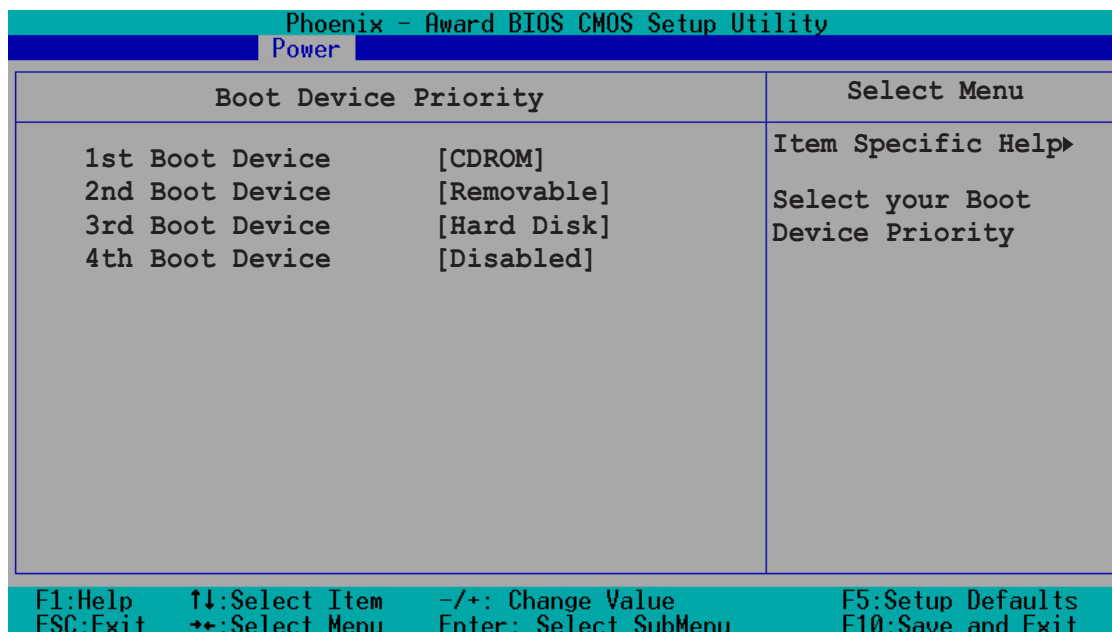 Phoenix - Award BIOS CMOS Setup Utility
Power
Boot Device Priority
Select Menu
1st Boot Device [CDROM]
2nd Boot Device [Removable]
3rd Boot Device [Hard Disk]
4th Boot Device [Disabled]
Item Specific Help▶
Select your Boot
Device Priority
F1:Help ↑↓:Select Item -/+: Change Value F5:Setup Defaults
ESC:Exit →←:Select Menu Enter: Select SubMenu F10:Save and Exit